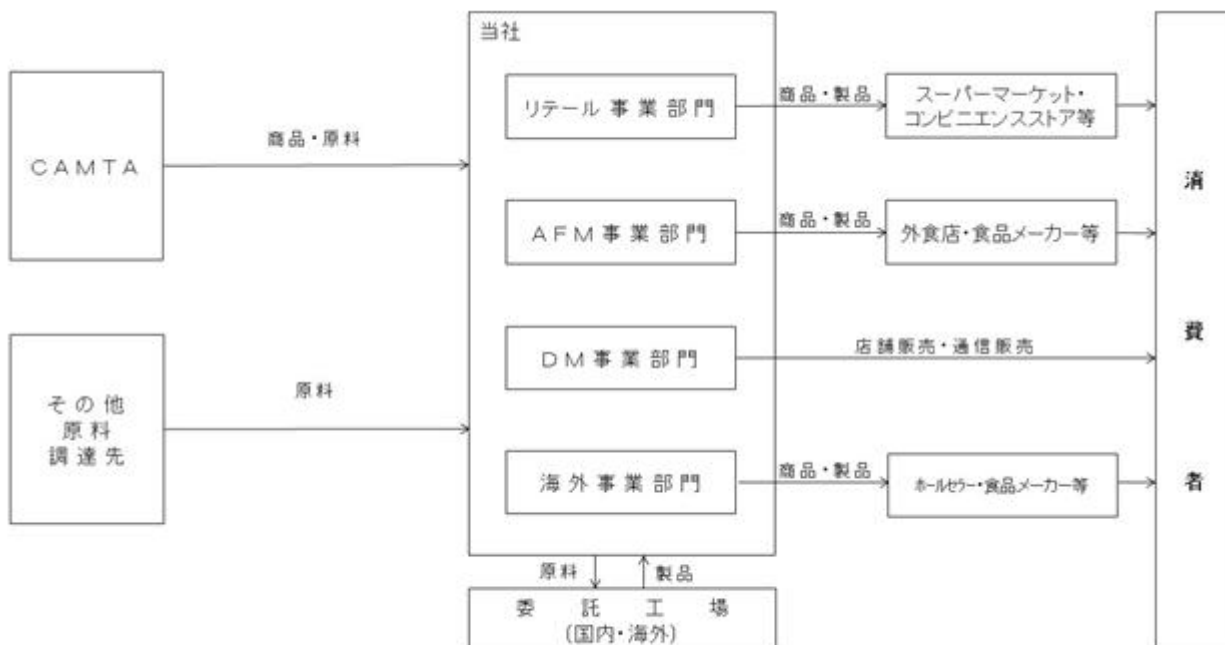 当社
CAMTA
商品・原料
その他
原料
調達先
原料
リテール事業部門
商品・製品
スーパーマーケット・
コンビニエンスストア等
AFM事業部門
商品・製品
外食店・食品メーカー等
DM事業部門
店舗販売・通信販売
海外事業部門
商品・製品
ホールセラー・食品メーカー等
原料
製品
委託工場
(国内・海外)
消費者